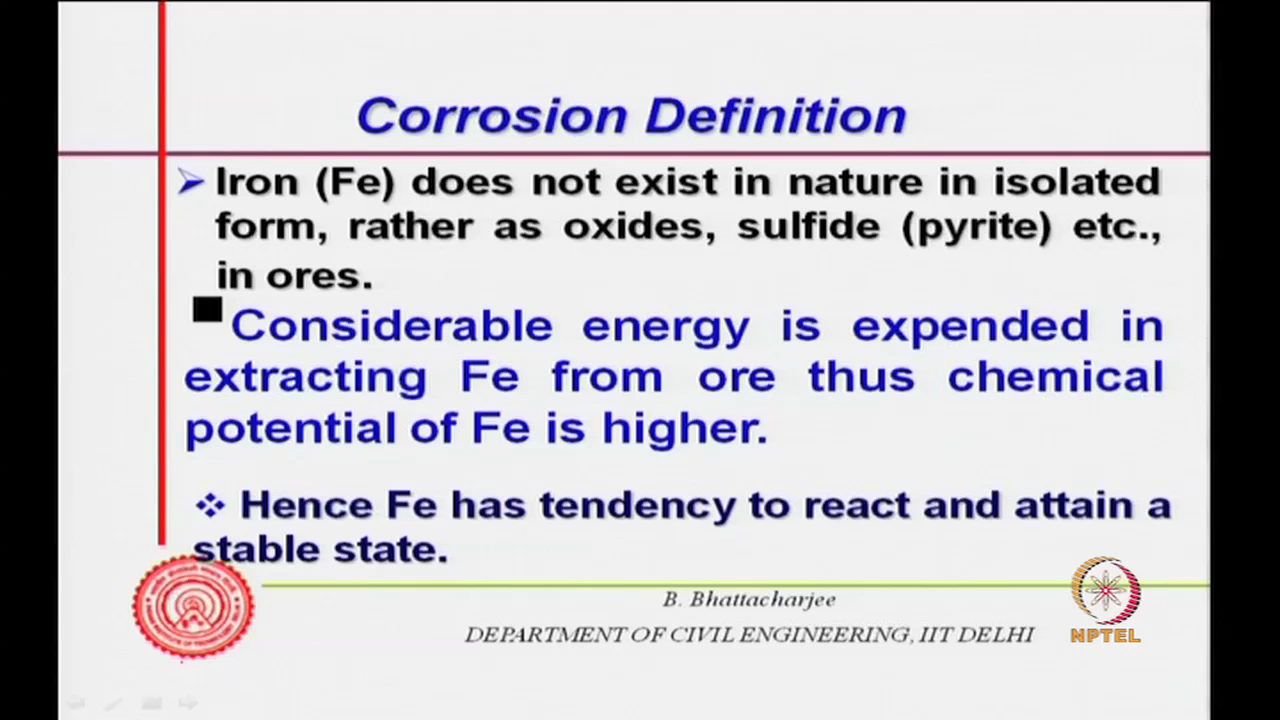 Corrosion Definition
Iron (Fe) does not exist in nature in isolated
form, rather as oxides, sulfide (pyrite) etc.,
in ores.
Considerable energy is expended in
extracting Fe from ore thus chemical
potential of Fe is higher.
Hence Fe has tendency to react and attain a
stable state.
B. Bhattacharjee
DEPARTMENT OF CIVIL ENGINEERING, IIT DELHI
NPTEL